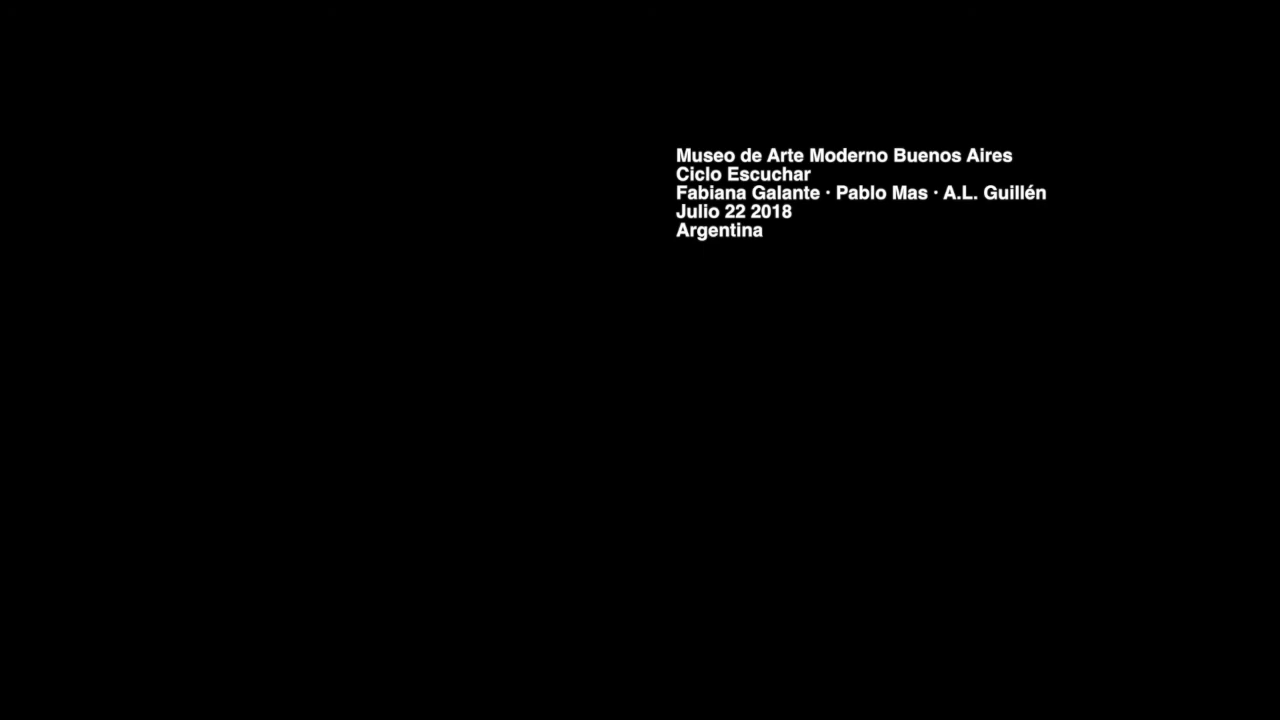 Museo de Arte Moderno Buenos Aires
Ciclo Escuchar
Fabiana Galante · Pablo Mas · A.L. Guillén
Julio 22 2018
Argentina